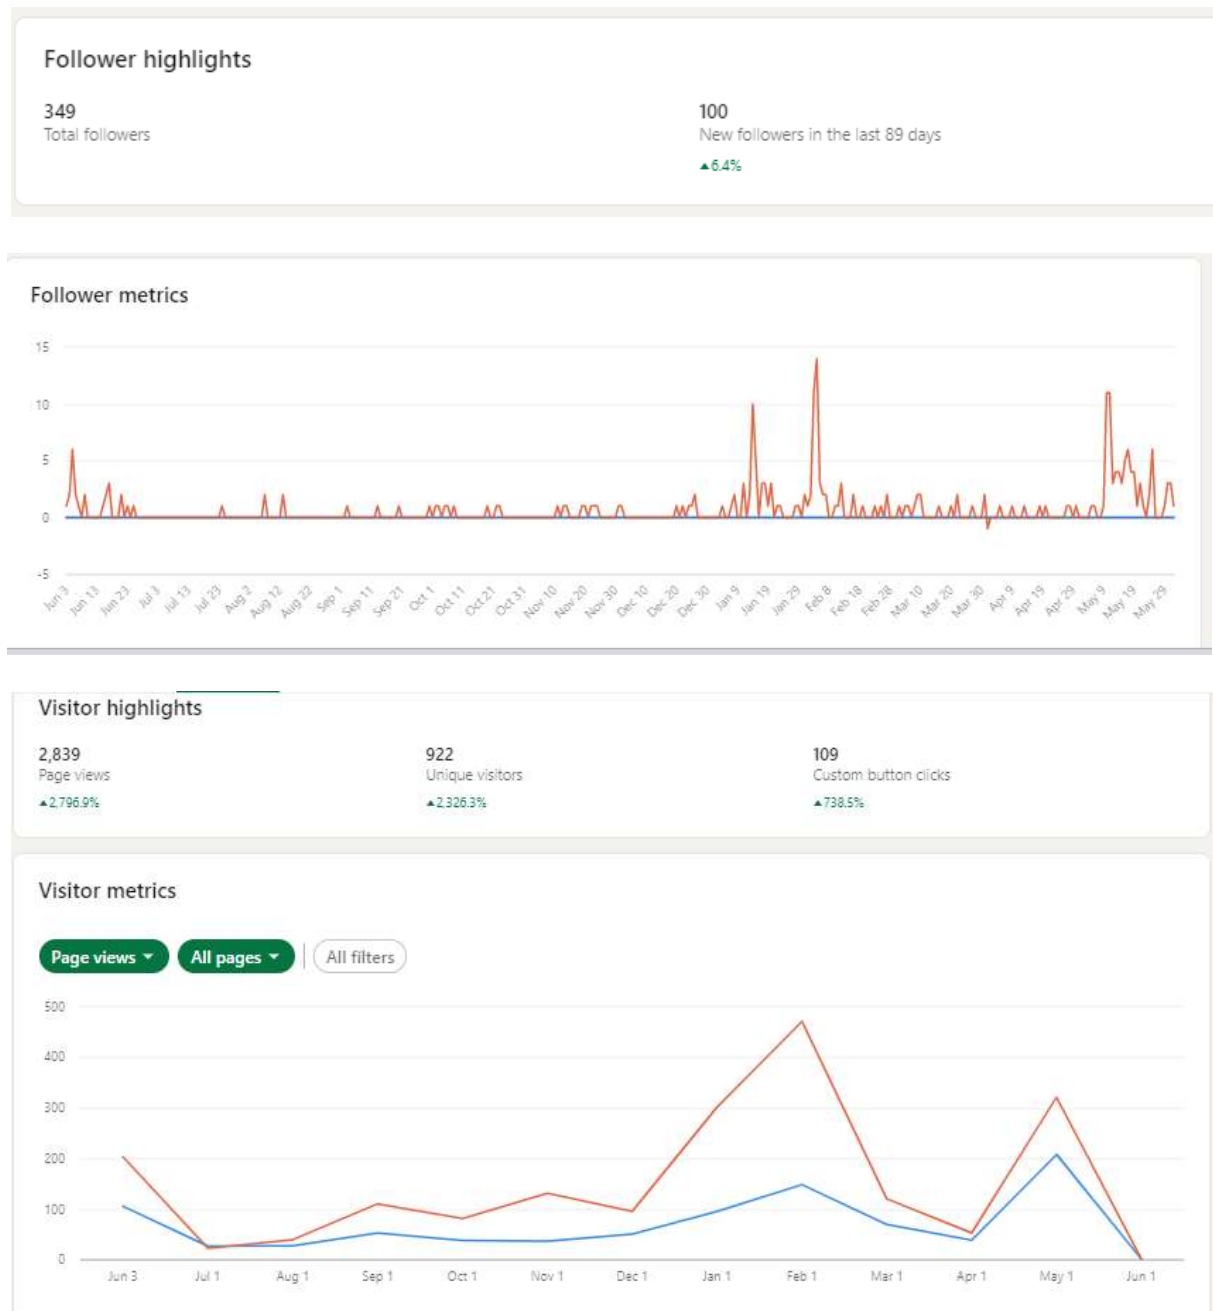 Follower highlights
349
Total followers
100
New followers in the last 89 days
▲6.4%
Follower metrics
15
10
5
0
-5
Jun 3 Jun 13 Jun 23 Jul 3 Jul 13 Jul 23 Aug 2 Aug 12 Aug 22 Sep 1 Sep 11 Sep 21 Oct 1 Oct 11 Oct 21 Oct 31 Nov 10 Nov 20 Nov 30 Dec 10 Dec 20 Dec 30 Jan 9 Jan 19 Jan 29 Feb 8 Feb 18 Feb 28 Mar 10 Mar 20 Mar 30 Apr 9 Apr 19 Apr 29 May 9 May 19 May 29
Visitor highlights
2,839
Page views
▲2,796.9%
922
Unique visitors
▲2,326.3%
109
Custom button clicks
▲738.5%
Visitor metrics
Page views All pages All filters
500
400
300
200
100
0
Jun 3 Jul 1 Aug 1 Sep 1 Oct 1 Nov 1 Dec 1 Jan 1 Feb 1 Mar 1 Apr 1 May 1 Jun 1